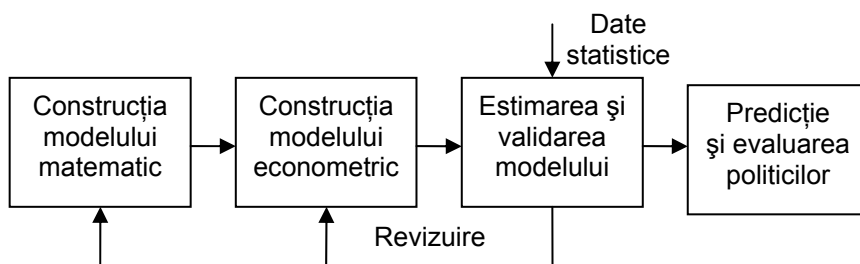 Date
statistice
Construcția
modelului
matematic
Construcția
modelului
econometric
Estimarea şi
validarea
modelului
Predicție
şi evaluarea
politicilor
Revizuire